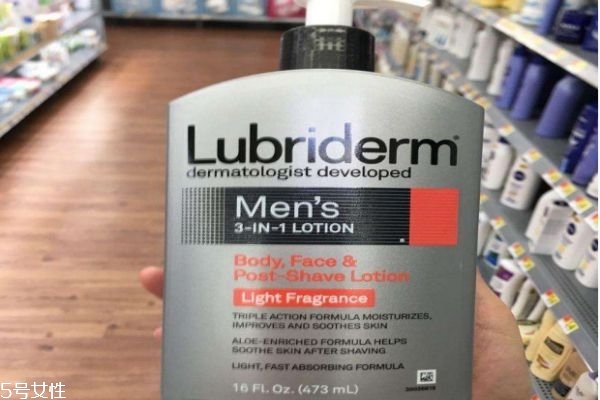 Lubriderm®
dermatologist developed
Men's
3-IN-1 LOTION
Body, Face &
Post-Shave Lotion
Light Fragrance
TRIPLE ACTION FORMULA MOISTURIZES,
IMPROVES AND SOOTHES SKIN
ALOE-ENRICHED FORMULA HELPS
SOOTHE SKIN AFTER SHAVING
LIGHT, FAST ABSORBING FORMULA
16 Fl. Oz. (473 mL)
5号女性